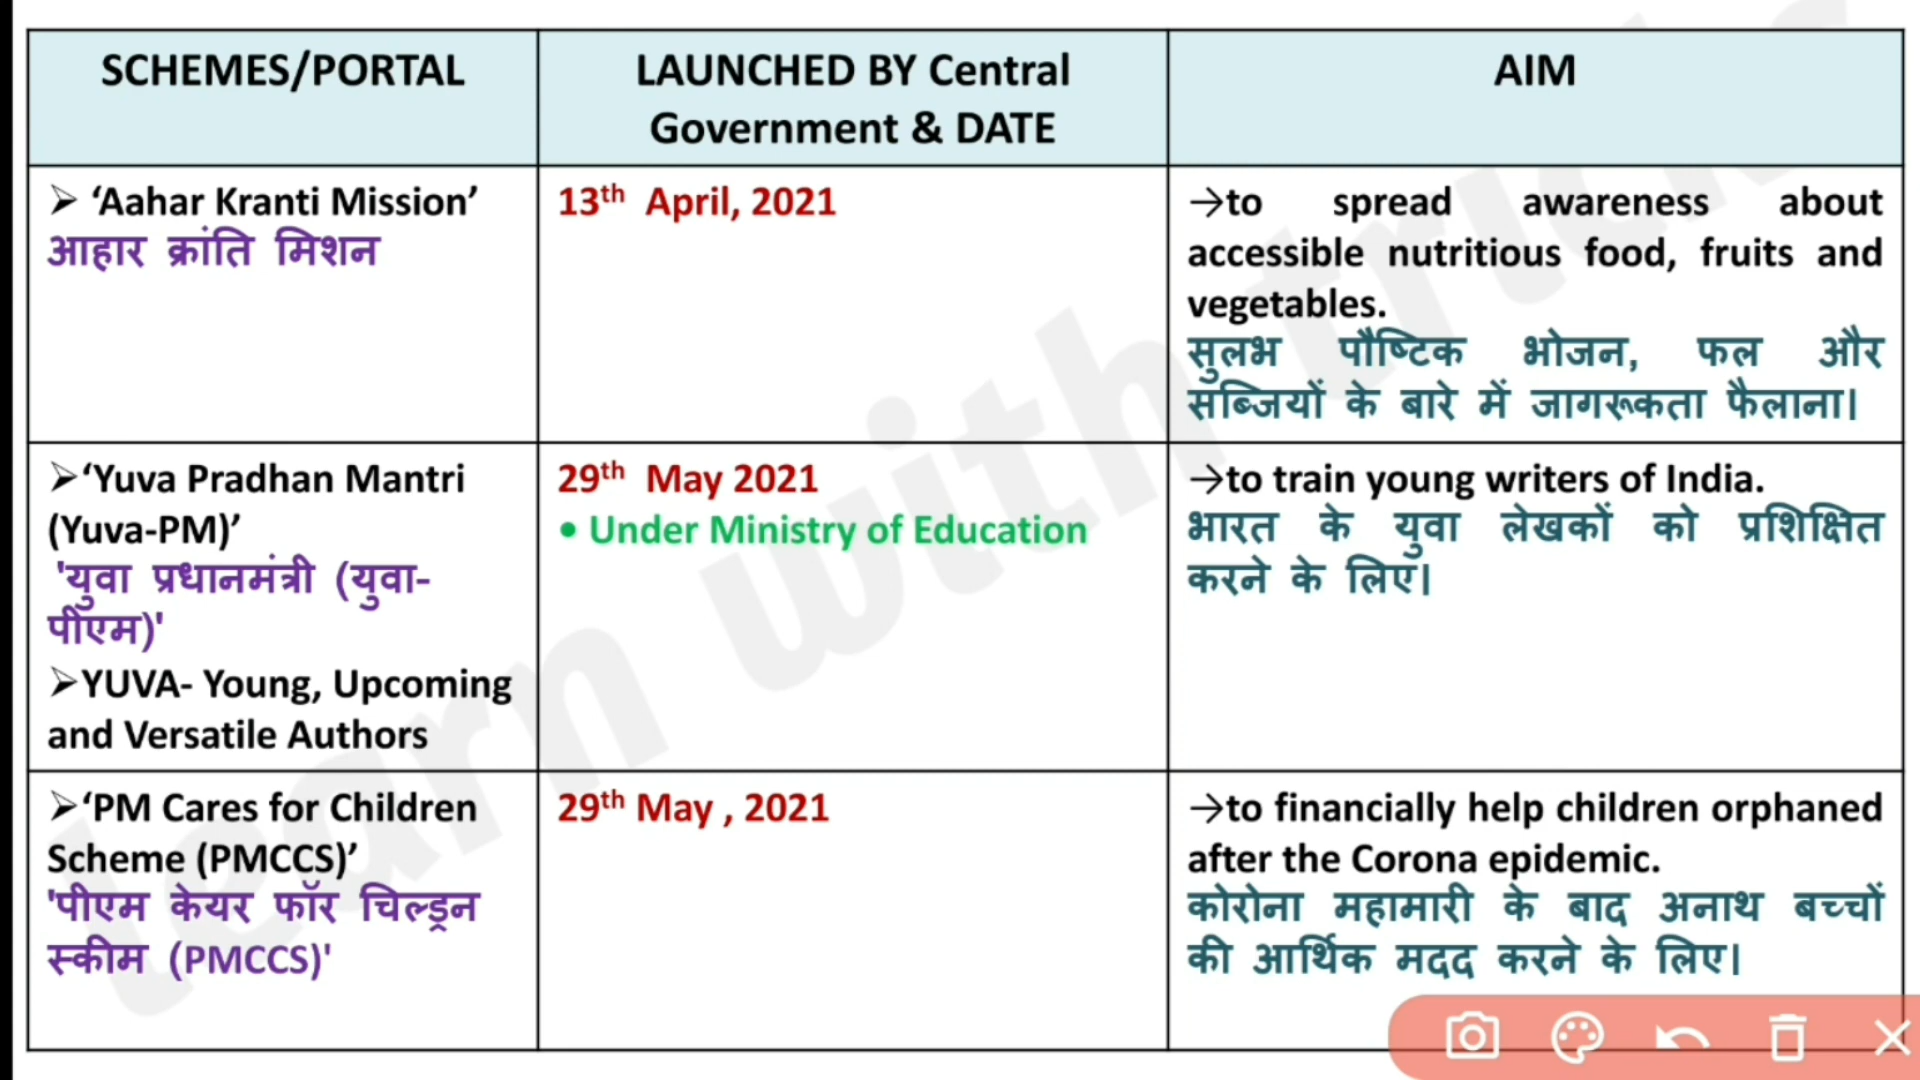 SCHEMES/PORTAL
LAUNCHED BY Central
Government & DATE
AIM
➢ ‘Aahar Kranti Mission’
आहार क्रांति मिशन
13th April, 2021
→to spread awareness about
accessible nutritious food, fruits and
vegetables.
सुलभ पौष्टिक भोजन, फल और
सब्जियों के बारे में जागरूकता फैलाना।
➢‘Yuva Pradhan Mantri
(Yuva-PM)’
'युवा प्रधानमंत्री (युवा-
पीएम)'
➢YUVA- Young, Upcoming
and Versatile Authors
29th May 2021
• Under Ministry of Education
→to train young writers of India.
भारत के युवा लेखकों को प्रशिक्षित
करने के लिए।
➢‘PM Cares for Children
Scheme (PMCCS)’
'पीएम केयर फॉर चिल्ड्रन
स्कीम (PMCCS)'
29th May , 2021
→to financially help children orphaned
after the Corona epidemic.
कोरोना महामारी के बाद अनाथ बच्चों
की आर्थिक मदद करने के लिए।
learn with tricks